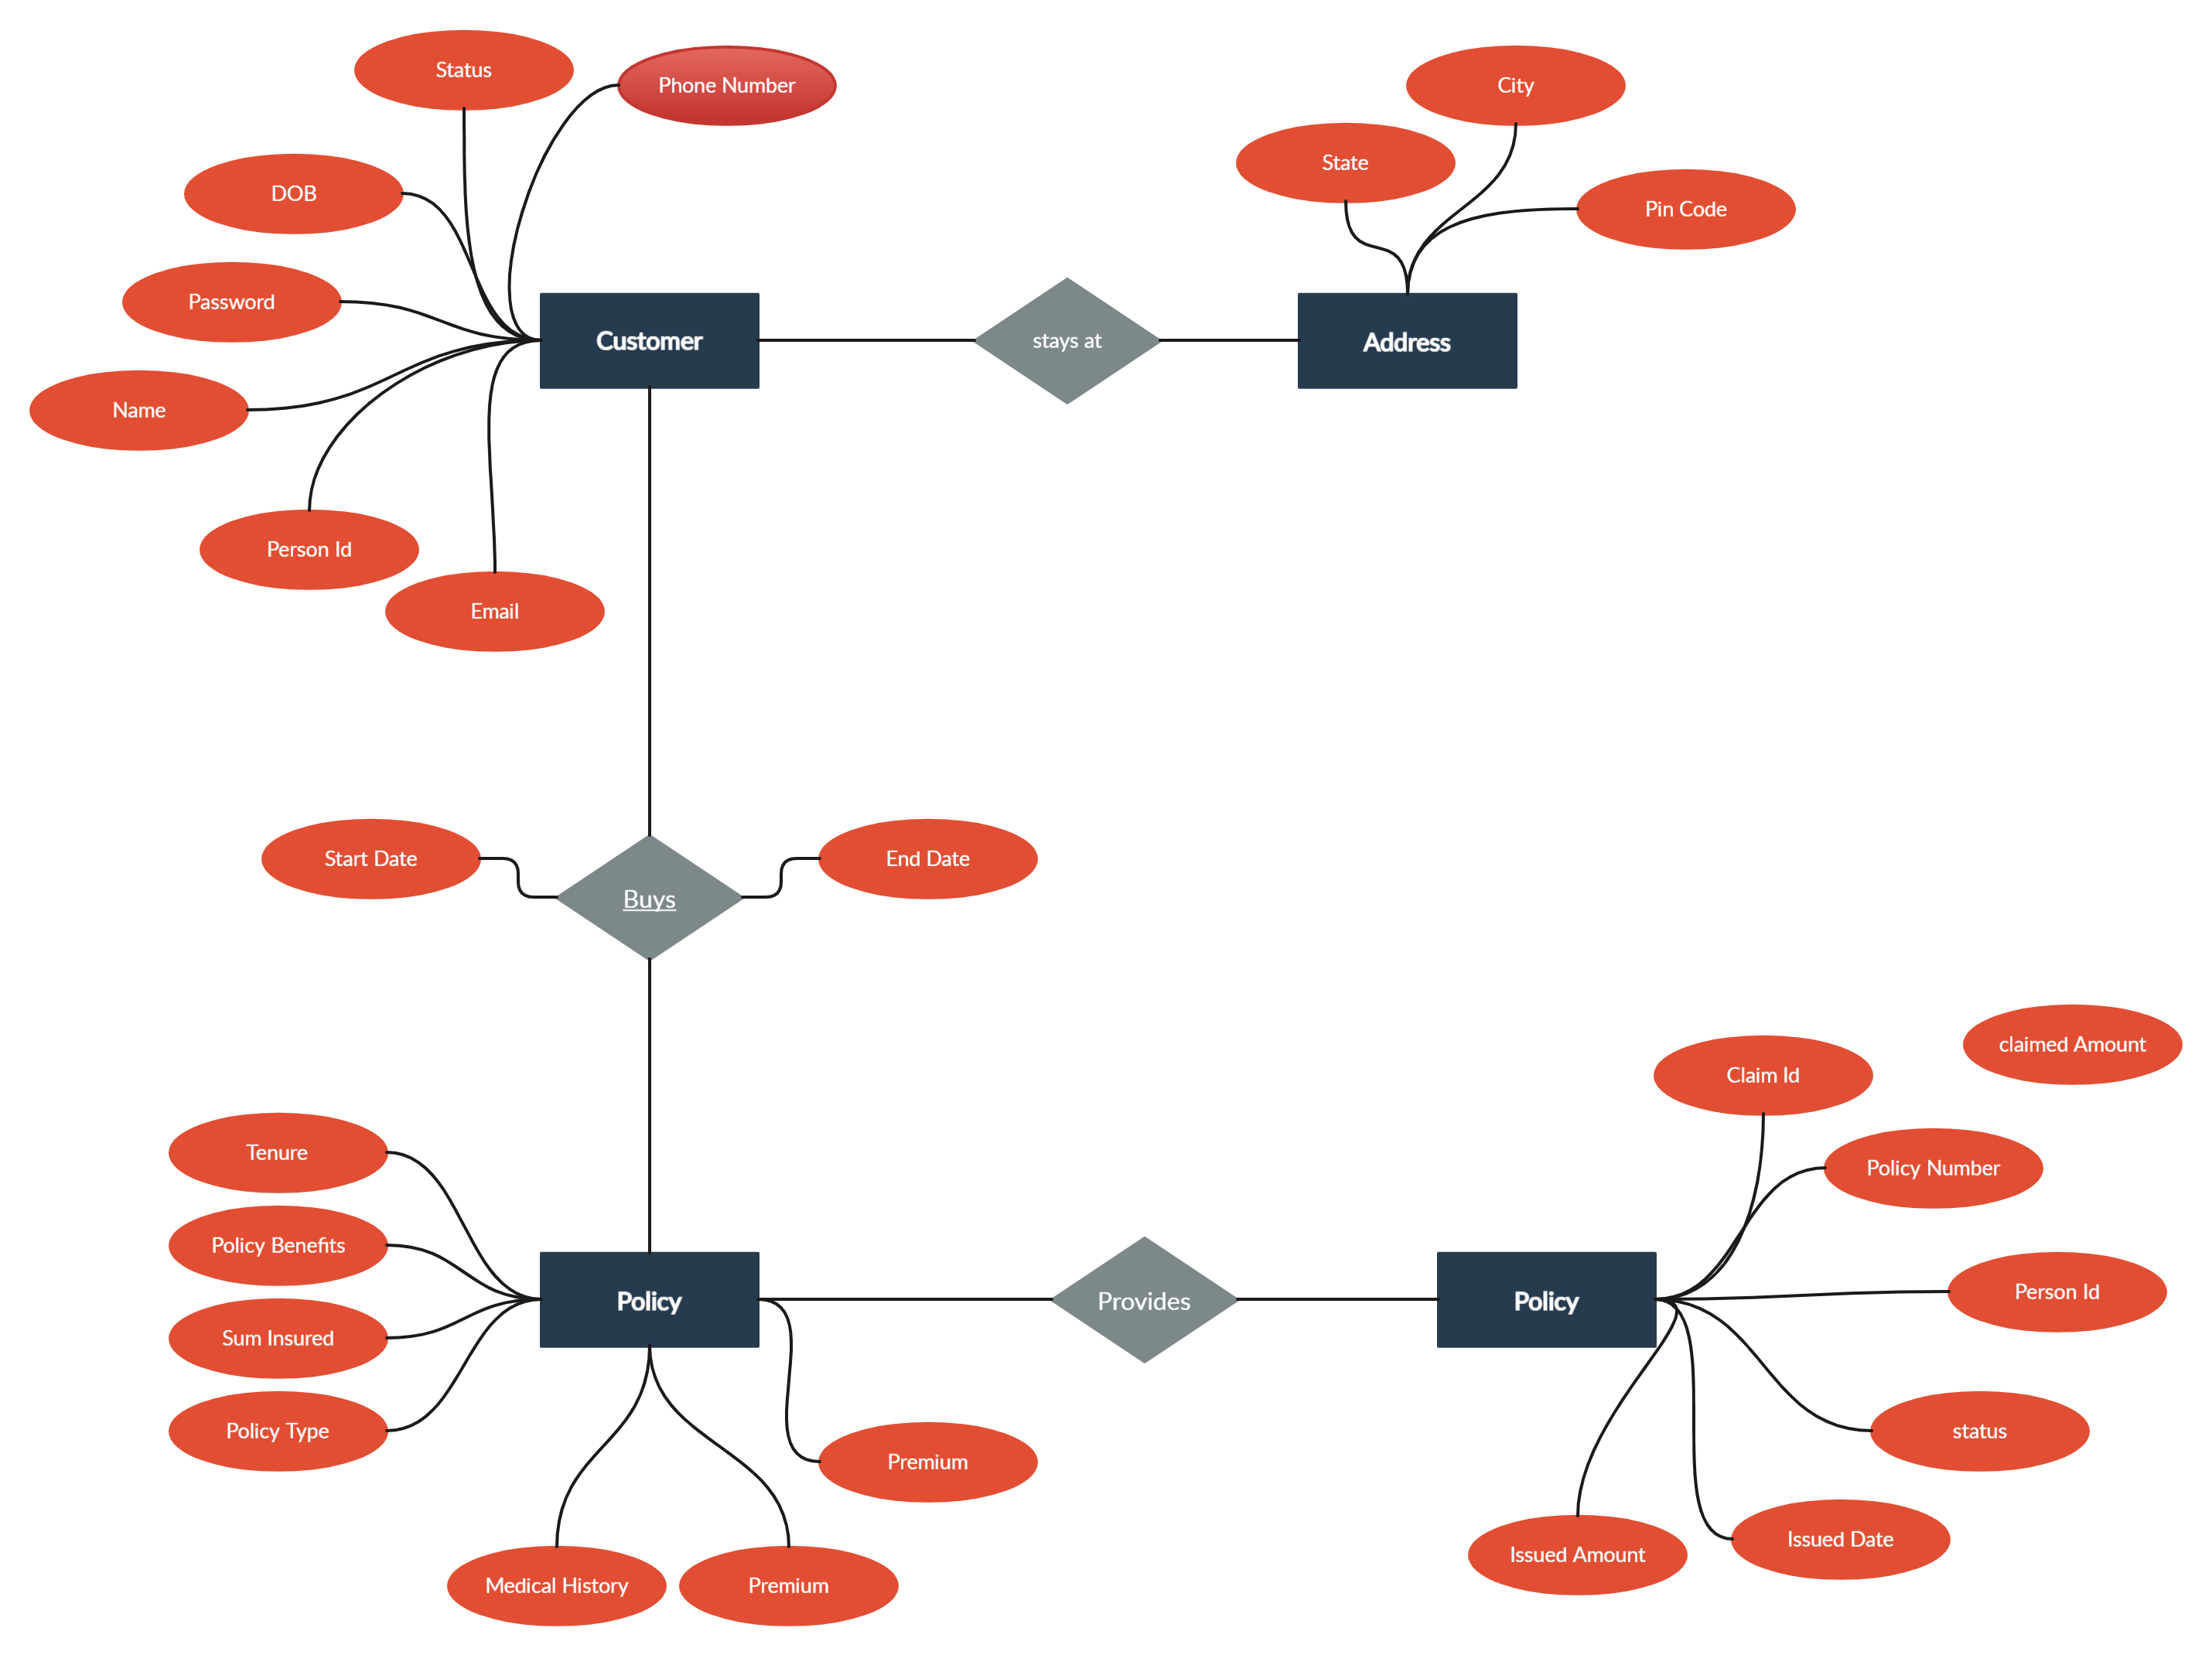 Status
Phone Number
City
State
DOB
Pin Code
Password
Customer
stays at
Address
Name
Person Id
Email
Start Date
End Date
Buys
claimed Amount
Claim Id
Tenure
Policy Number
Policy Benefits
Person Id
Policy
Provides
Policy
Sum Insured
Policy Type
status
Premium
Issued Date
Issued Amount
Medical History
Premium